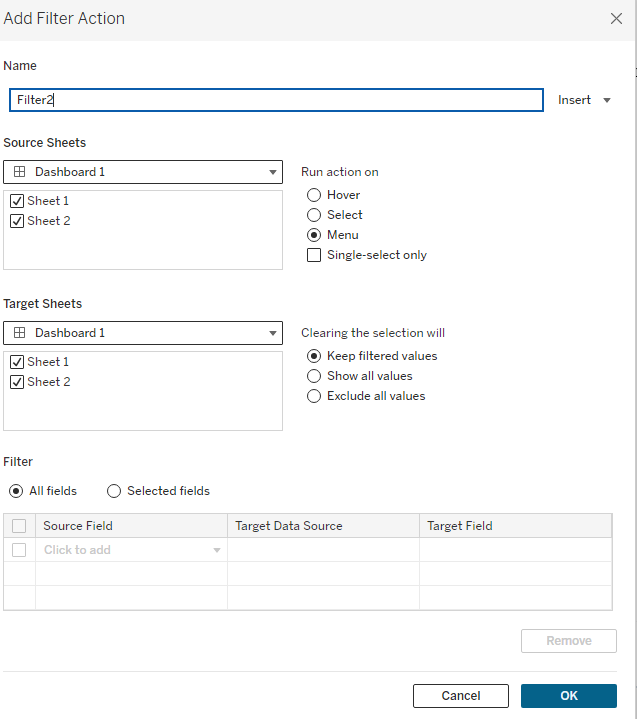 Add Filter Action
Name
Filter2
Insert
Source Sheets
Dashboard 1
Run action on
Sheet 1
Hover
Sheet 2
Select
Menu
Single-select only
Target Sheets
Dashboard 1
Clearing the selection will
Sheet 1
Keep filtered values
Sheet 2
Show all values
Exclude all values
Filter
All fields
Selected fields
Source Field
Target Data Source
Target Field
Click to add
Remove
Cancel
OK